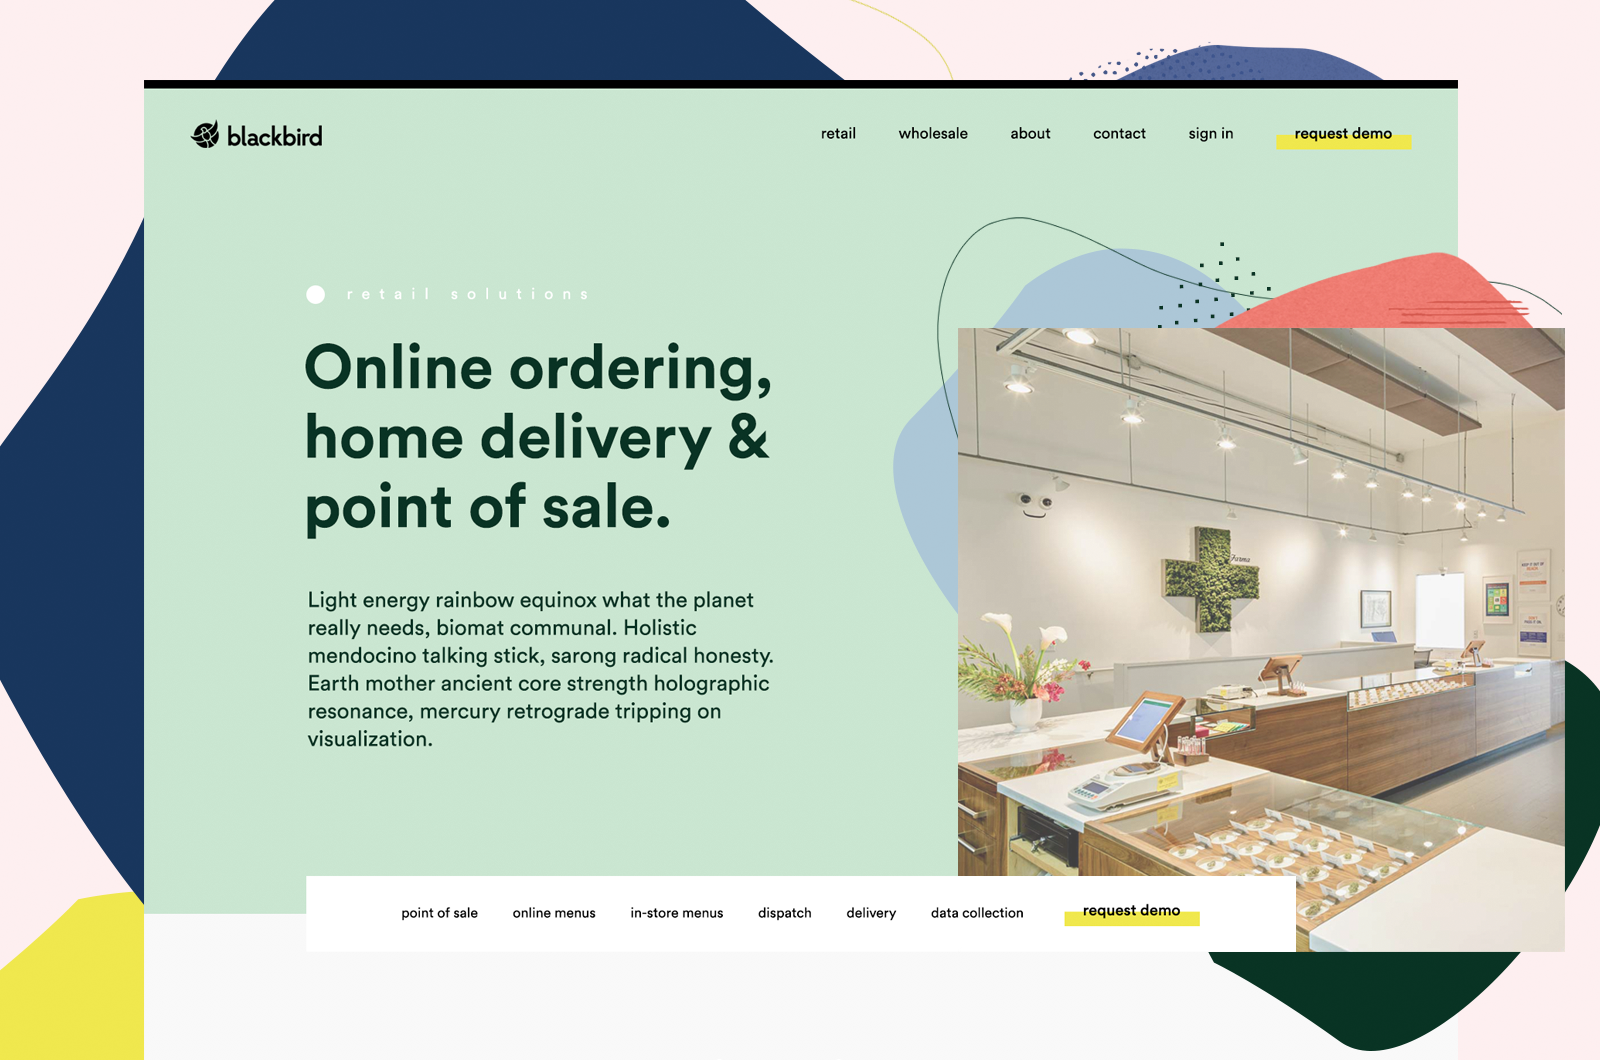 blackbird
retail wholesale about contact sign in request demo
retail solutions
Online ordering,
home delivery &
point of sale.
Light energy rainbow equinox what the planet
really needs, biomat communal. Holistic
mendocino talking stick, sarong radical honesty.
Earth mother ancient core strength holographic
resonance, mercury retrograde tripping on
visualization.
Farma
point of sale online menus in-store menus dispatch delivery data collection request demo